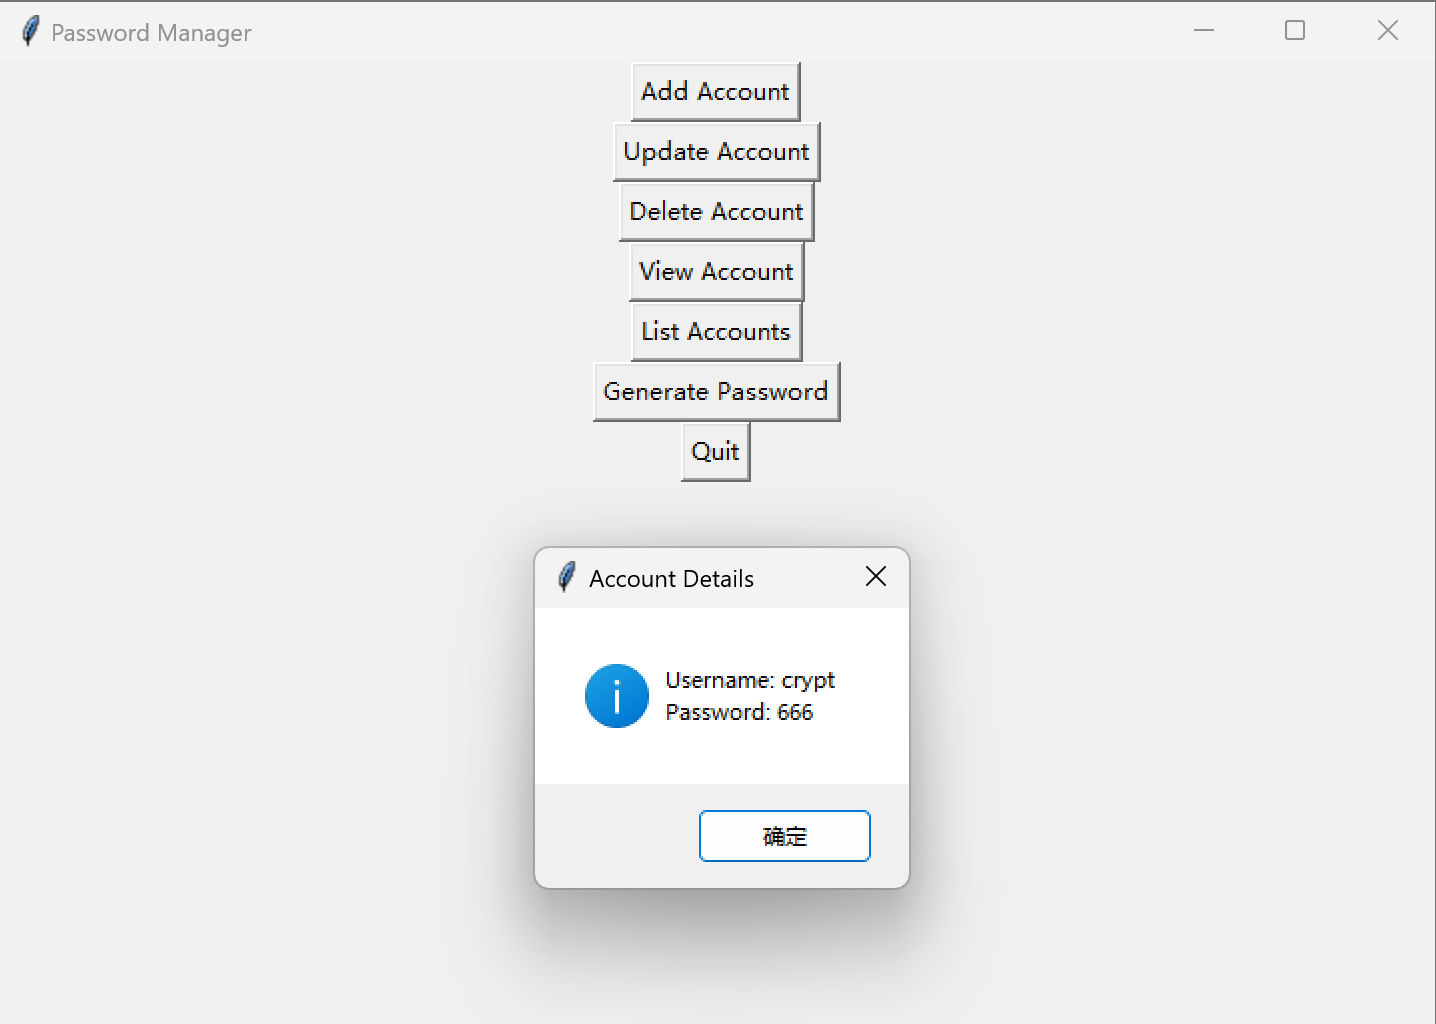 Password Manager
Add Account
Update Account
Delete Account
View Account
List Accounts
Generate Password
Quit
Account Details
Username: crypt
Password: 666
确定